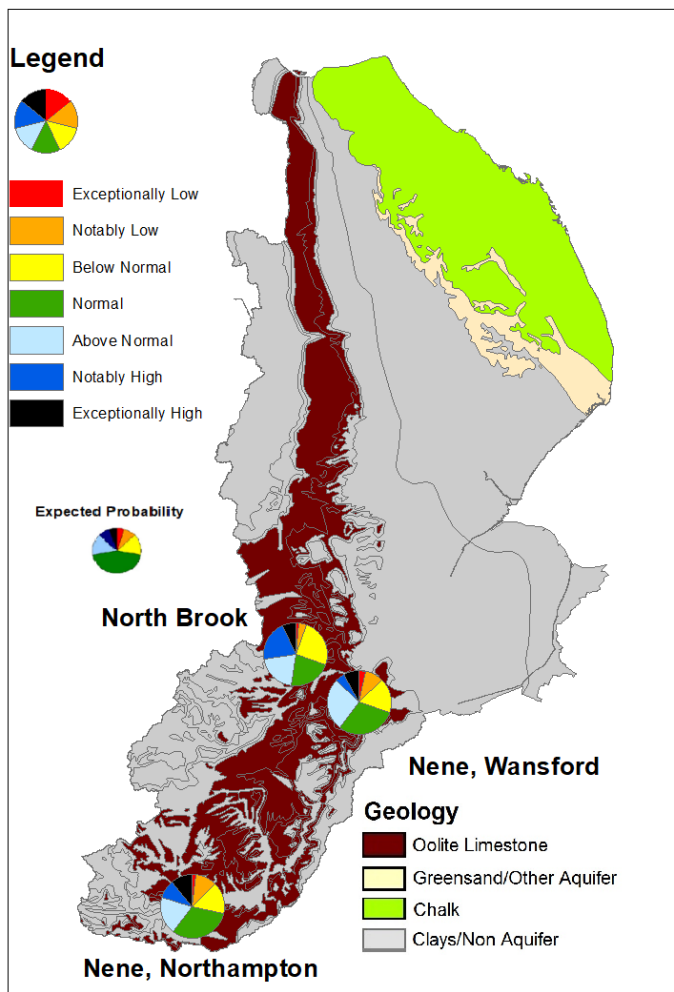 Legend
Exceptionally Low
Notably Low
Below Normal
Normal
Above Normal
Notably High
Exceptionally High
Expected Probability
North Brook
Nene, Wansford
Geology
Oolite Limestone
Greensand/Other Aquifer
Chalk
Clays/Non Aquifer
Nene, Northampton